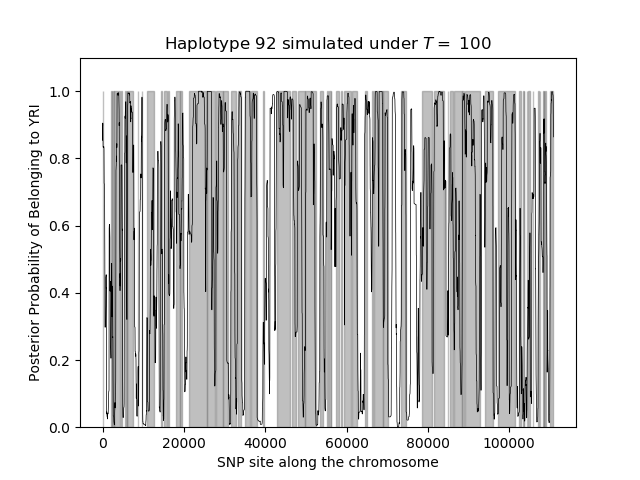 Haplotype 92 simulated under T = 100
Posterior Probability of Belonging to YRI
1.0
0.8
0.6
0.4
0.2
0.0
0 20000 40000 60000 80000 100000
SNP site along the chromosome